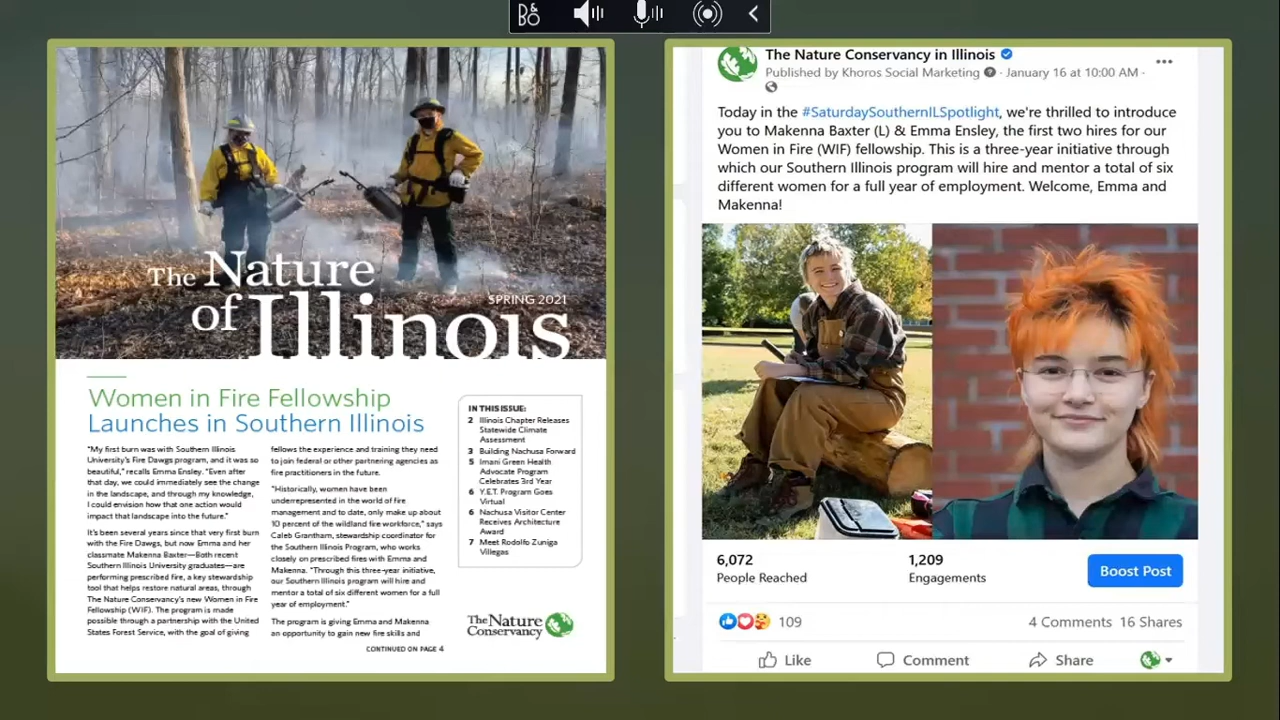 B&O
The Nature
of Illinois
SPRING 2021
Women in Fire Fellowship
Launches in Southern Illinois
"My first burn was with Southern Illinois
University's Fire Dawgs program, and it was so
beautiful," recalls Emma Ensley. "Even after
that day, we could immediately see the change
in the landscape, and through my knowledge,
I could envision how that one action would
impact that landscape into the future."
It's been several years since that very first burn
with the Fire Dawgs, but now Emma and her
classmate Makenna Baxter—Both recent
Southern Illinois University graduates—are
performing prescribed fire, a key stewardship
tool that helps restore natural areas, through
The Nature Conservancy's new Women in Fire
Fellowship (WIF). The program is made
possible through a partnership with the United
States Forest Service, with the goal of giving
fellows the experience and training they need
to join federal or other partnering agencies as
fire practitioners in the future.
"Historically, women have been
underrepresented in the world of fire
management and to date, only make up about
10 percent of the wildland fire workforce," says
Caleb Grantham, stewardship coordinator for
the Southern Illinois Program, who works
closely on prescribed fires with Emma and
Makenna. "Through this three-year initiative,
our Southern Illinois program will hire and
mentor a total of six different women for a full
year of employment."
The program is giving Emma and Makenna
an opportunity to gain new fire skills and
CONTINUED ON PAGE 4
IN THIS ISSUE:
2 Illinois Chapter Releases
Statewide Climate
Assessment
3 Building Nachusa Forward
5 Imani Green Health
Advocate Program
Celebrates 3rd Year
6 Y.E.T. Program Goes
Virtual
6 Nachusa Visitor Center
Receives Architecture
Award
7 Meet Rodolfo Zuniga
Villegas
The Nature
Conservancy
The Nature Conservancy in Illinois
Published by Khoros Social Marketing · January 16 at 10:00 AM ·
Today in the #SaturdaySouthernILSpotlight, we're thrilled to introduce
you to Makenna Baxter (L) & Emma Ensley, the first two hires for our
Women in Fire (WIF) fellowship. This is a three-year initiative through
which our Southern Illinois program will hire and mentor a total of six
different women for a full year of employment. Welcome, Emma and
Makenna!
6,072
People Reached
1,209
Engagements
Boost Post
109
4 Comments 16 Shares
Like
Comment
Share